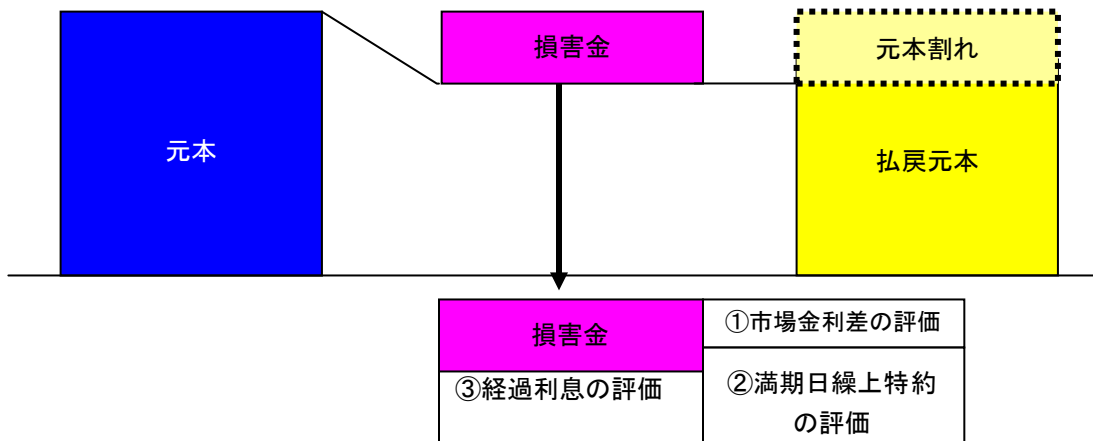 損害金
元本割れ
元本
払戻元本
損害金
①市場金利差の評価
③経過利息の評価
②満期日繰上特約
の評価